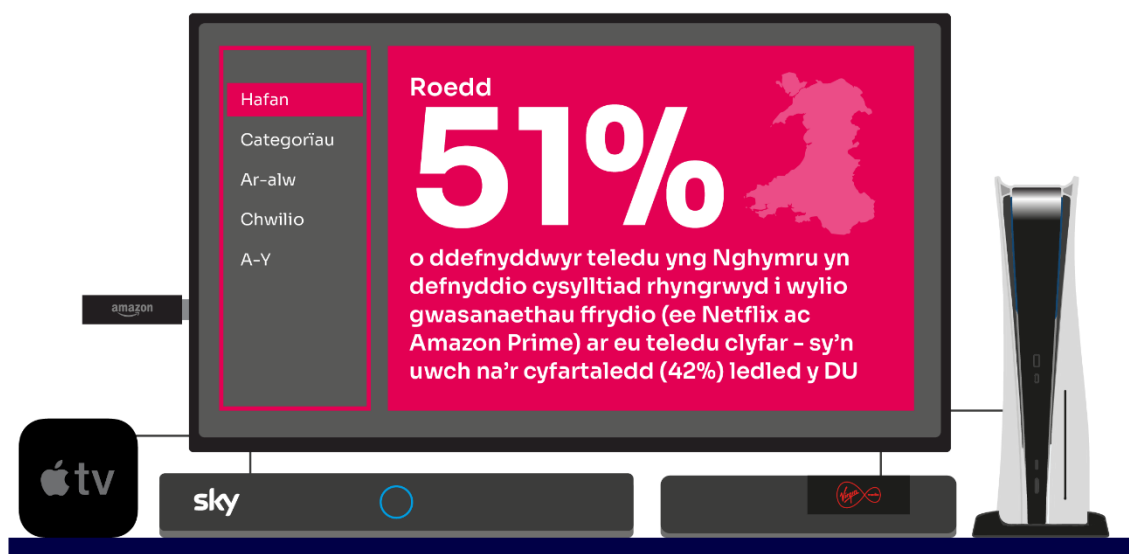 Hafan
Categorïau
Ar-alw
Chwilio
A-Y
Roedd
51%
o ddefnyddwyr teledu yng Nghymru yn
defnyddio cysylltiad rhyngrwyd i wylio
gwasanaethau ffrydio (ee Netflix ac
Amazon Prime) ar eu teledu clyfar – sy'n
uwch na'r cyfartaledd (42%) ledled y DU
amazon
tv
sky
Virgin